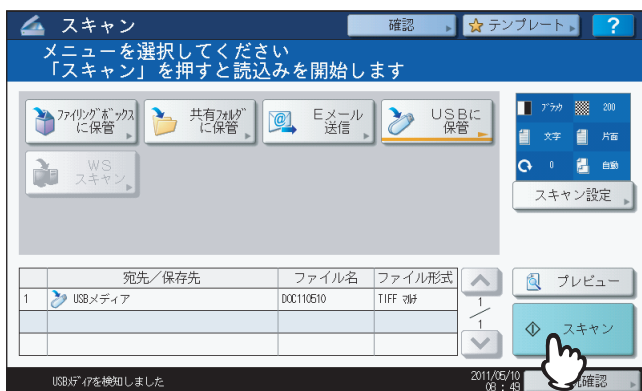 スキャン
確認
テンプレート
?
メニューを選択してください
「スキャン」を押すと読込みを開始します
ファイリングボックス
に保管
共有フォルダ
に保管
Eメール
送信
USBに
保管
WS
スキャン
ブラック
200
文字
片面
0
自動
スキャン設定
宛先／保存先
ファイル名
ファイル形式
1
USBメディア
DOC110510
TIFF マルチ
1
1
プレビュー
スキャン
USBメディアを検知しました
2011/05/10
08 : 49
確認